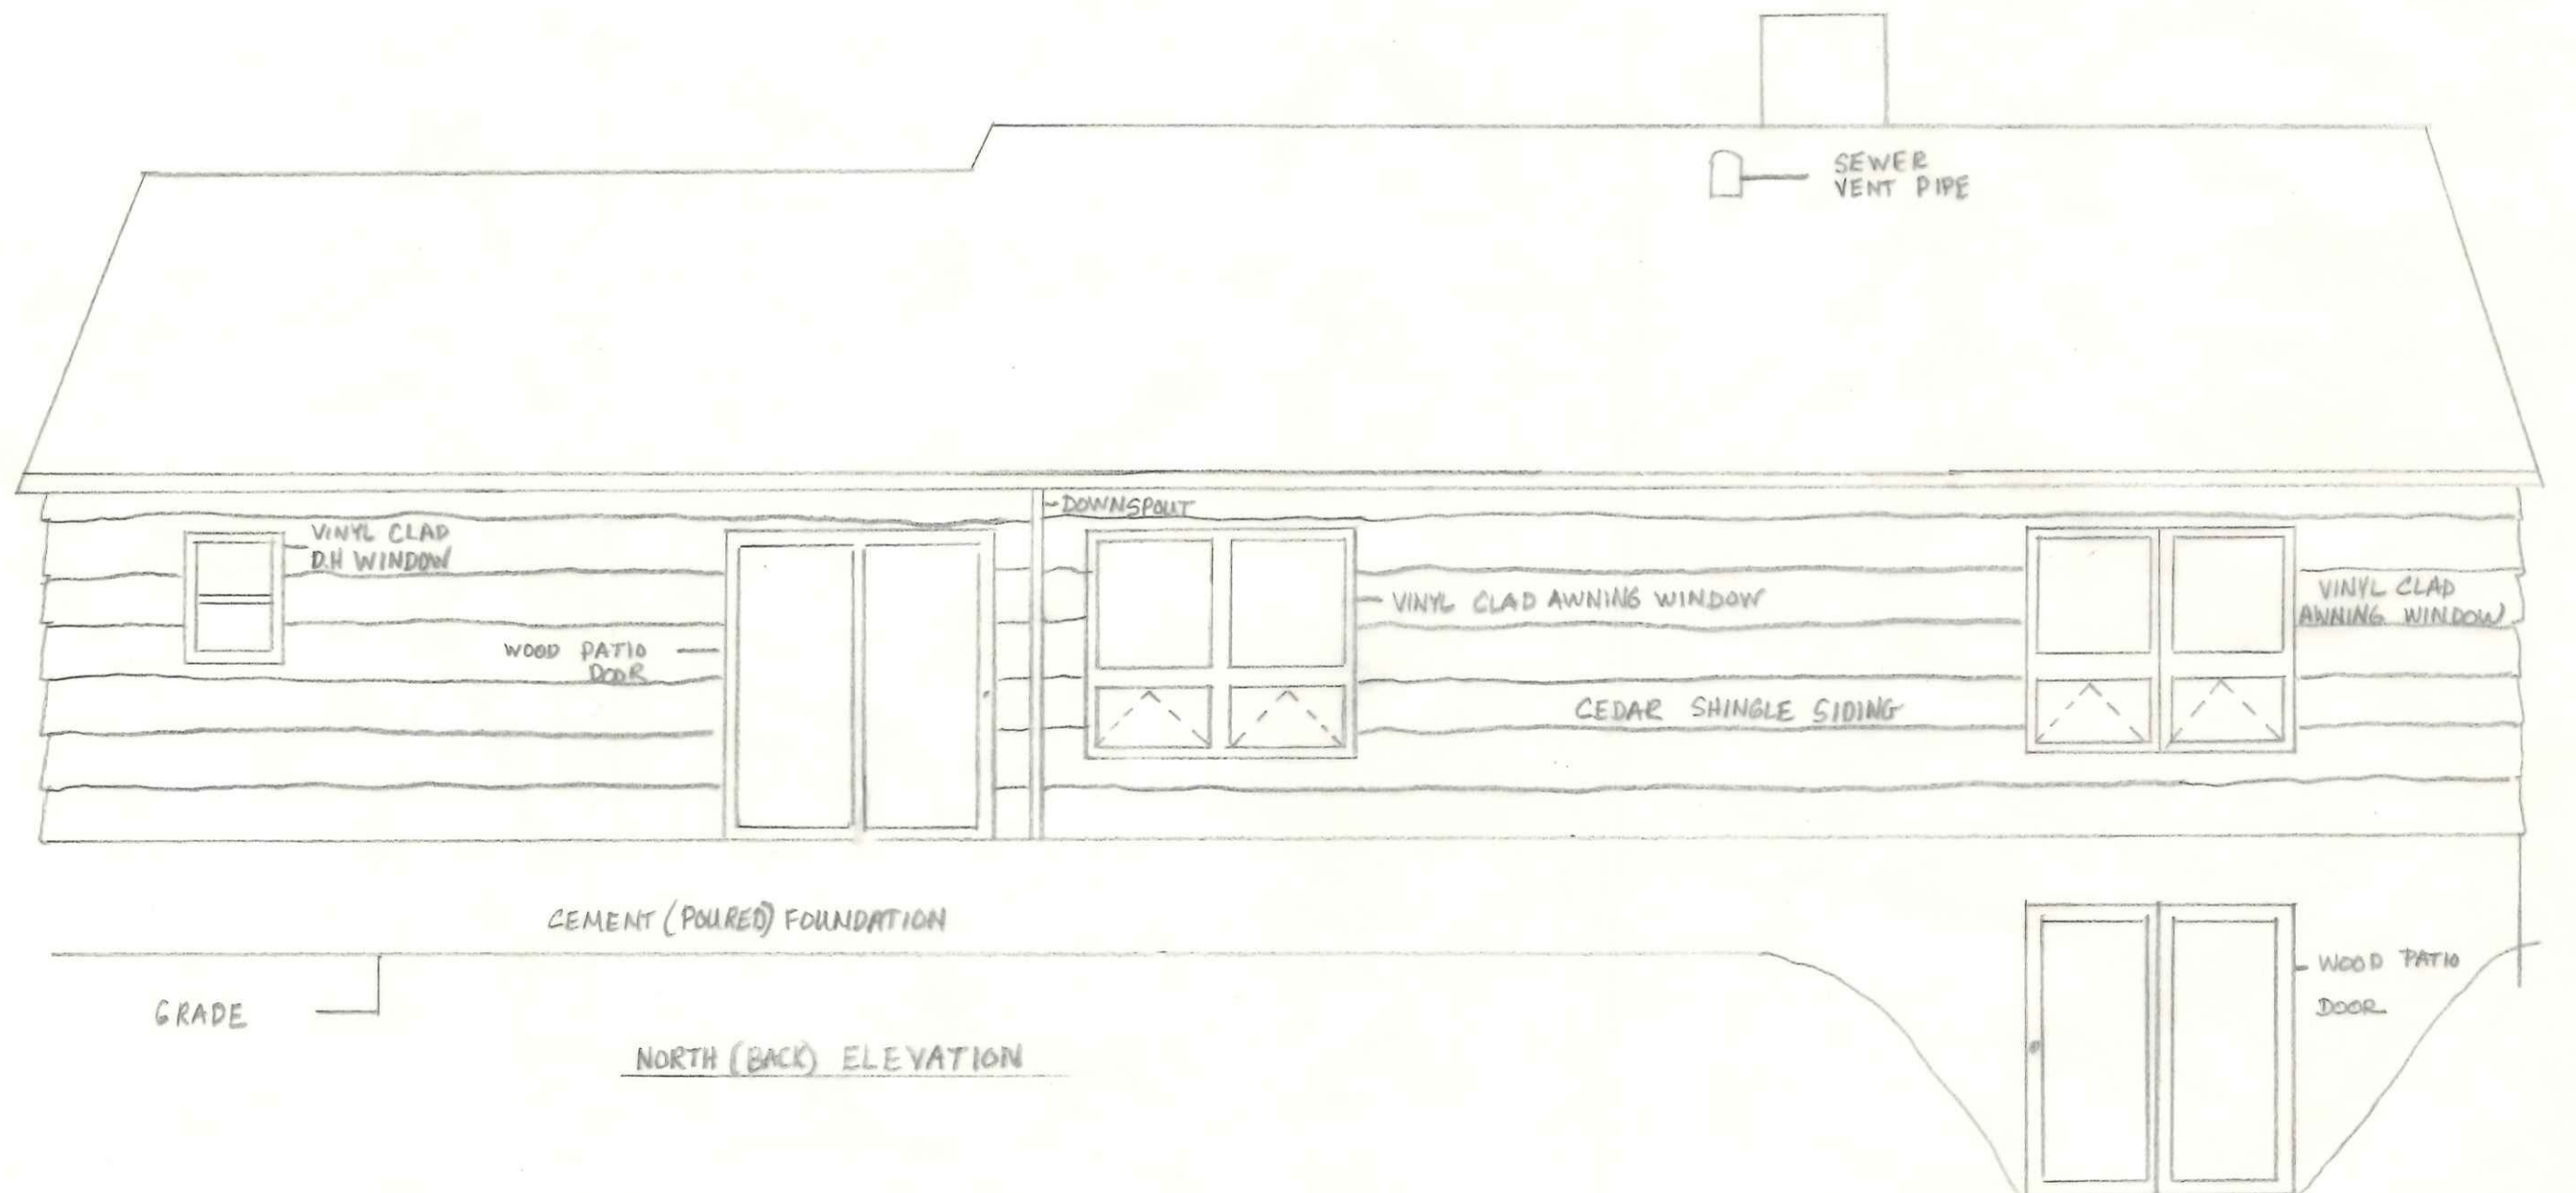 SEWER
VENT PIPE
DOWNSPOUT
VINYL CLAD
D.H WINDOW
WOOD PATIO
DOOR
VINYL CLAD AWNING WINDOW
VINYL CLAD
AWNING WINDOW
CEDAR SHINGLE SIDING
CEMENT (POURED) FOUNDATION
WOOD PATIO
DOOR
GRADE
NORTH (BACK) ELEVATION